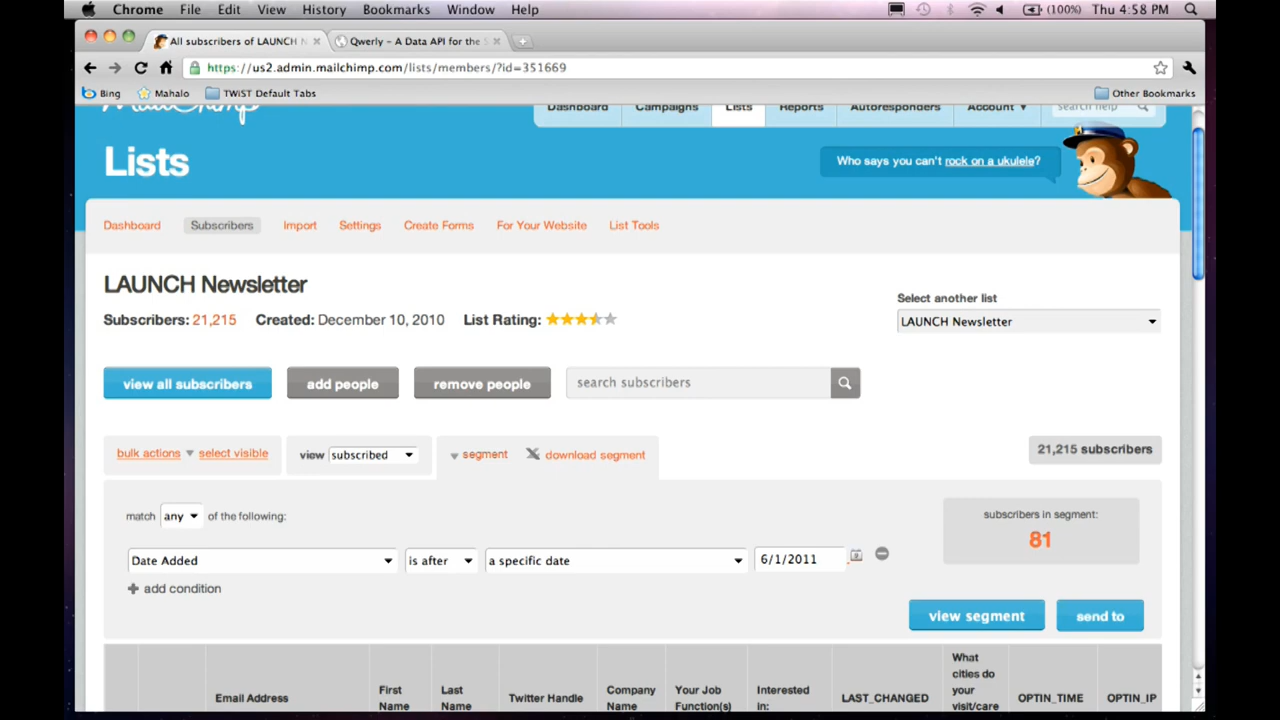 Chrome File Edit View History Bookmarks Window Help (100%) Thu 4:58 PM
All subscribers of LAUNCH N Qwerly – A Data API for the S
https://us2.admin.mailchimp.com/lists/members/?id=351669
Bing Mahalo TWiST Default Tabs Other Bookmarks
MailChimp Dashboard Campaigns Lists Reports Autoresponders Account search help
Lists
Who says you can't rock on a ukulele?
Dashboard Subscribers Import Settings Create Forms For Your Website List Tools
LAUNCH Newsletter
Select another list
Subscribers: 21,215 Created: December 10, 2010 List Rating:
LAUNCH Newsletter
view all subscribers add people remove people search subscribers
bulk actions select visible view subscribed segment download segment 21,215 subscribers
match any of the following:
subscribers in segment:
81
Date Added is after a specific date 6/1/2011
add condition
view segment send to
Email Address First Name Last Name Twitter Handle Company Name Your Job Function(s) Interested in: LAST_CHANGED What cities do your visit/care OPTIN_TIME OPTIN_IP